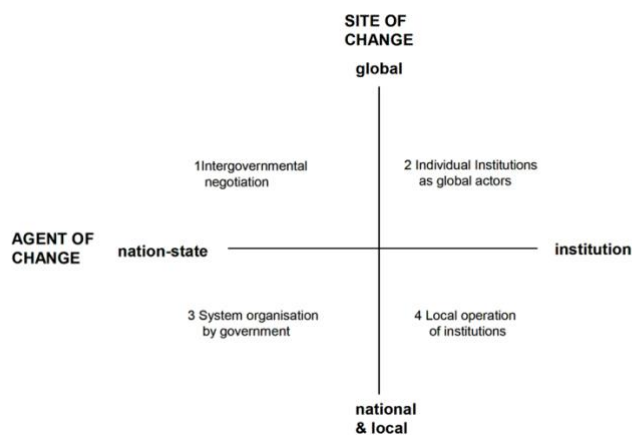 SITE OF
CHANGE
global
1Intergovernmental
negotiation
2 Individual Institutions
as global actors
AGENT OF
CHANGE
nation-state
institution
3 System organisation
by government
4 Local operation
of institutions
national
& local